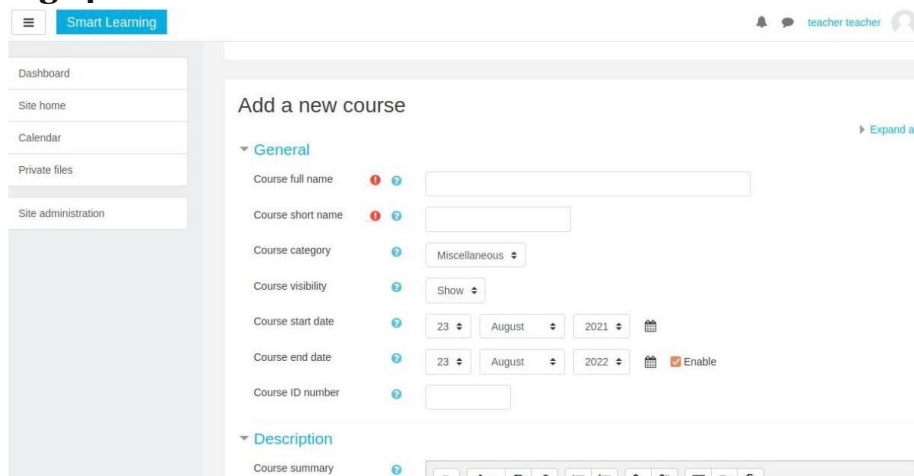 Smart Learning
teacher teacher
Dashboard
Site home
Calendar
Private files
Site administration
Add a new course
Expand a
General
Course full name
Course short name
Course category
Miscellaneous
Course visibility
Show
Course start date
23 August 2021
Course end date
23 August 2022 Enable
Course ID number
Description
Course summary